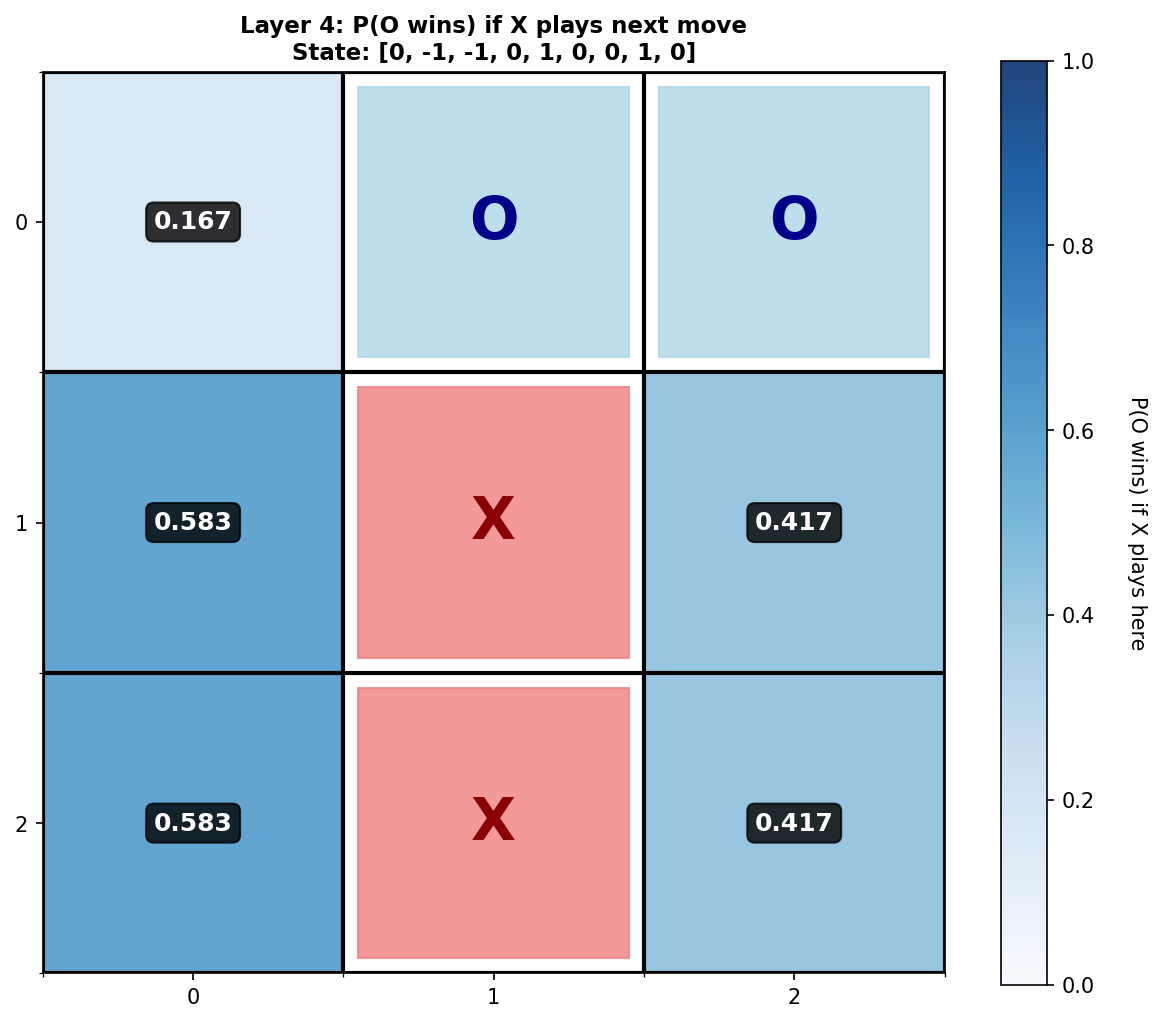 Layer 4: P(O wins) if X plays next move
State: [0, -1, -1, 0, 1, 0, 0, 1, 0]
0
0.167
O
O
1
0.583
X
0.417
2
0.583
X
0.417
0
1
2
1.0
0.8
0.6
0.4
0.2
0.0
P(O wins) if X plays here